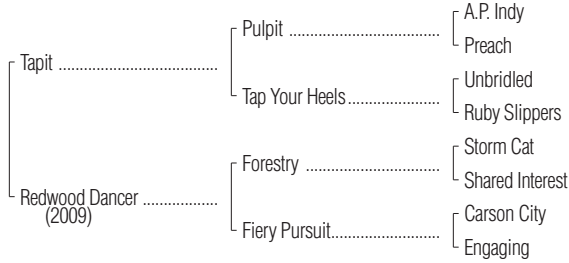 A.P. Indy
Pulpit ..............................
Preach
Tapit .....................................
Unbridled
Tap Your Heels.....................
Ruby Slippers
Storm Cat
Forestry ...........................
Shared Interest
Redwood Dancer .................
(2009)
Carson City
Fiery Pursuit.........................
Engaging